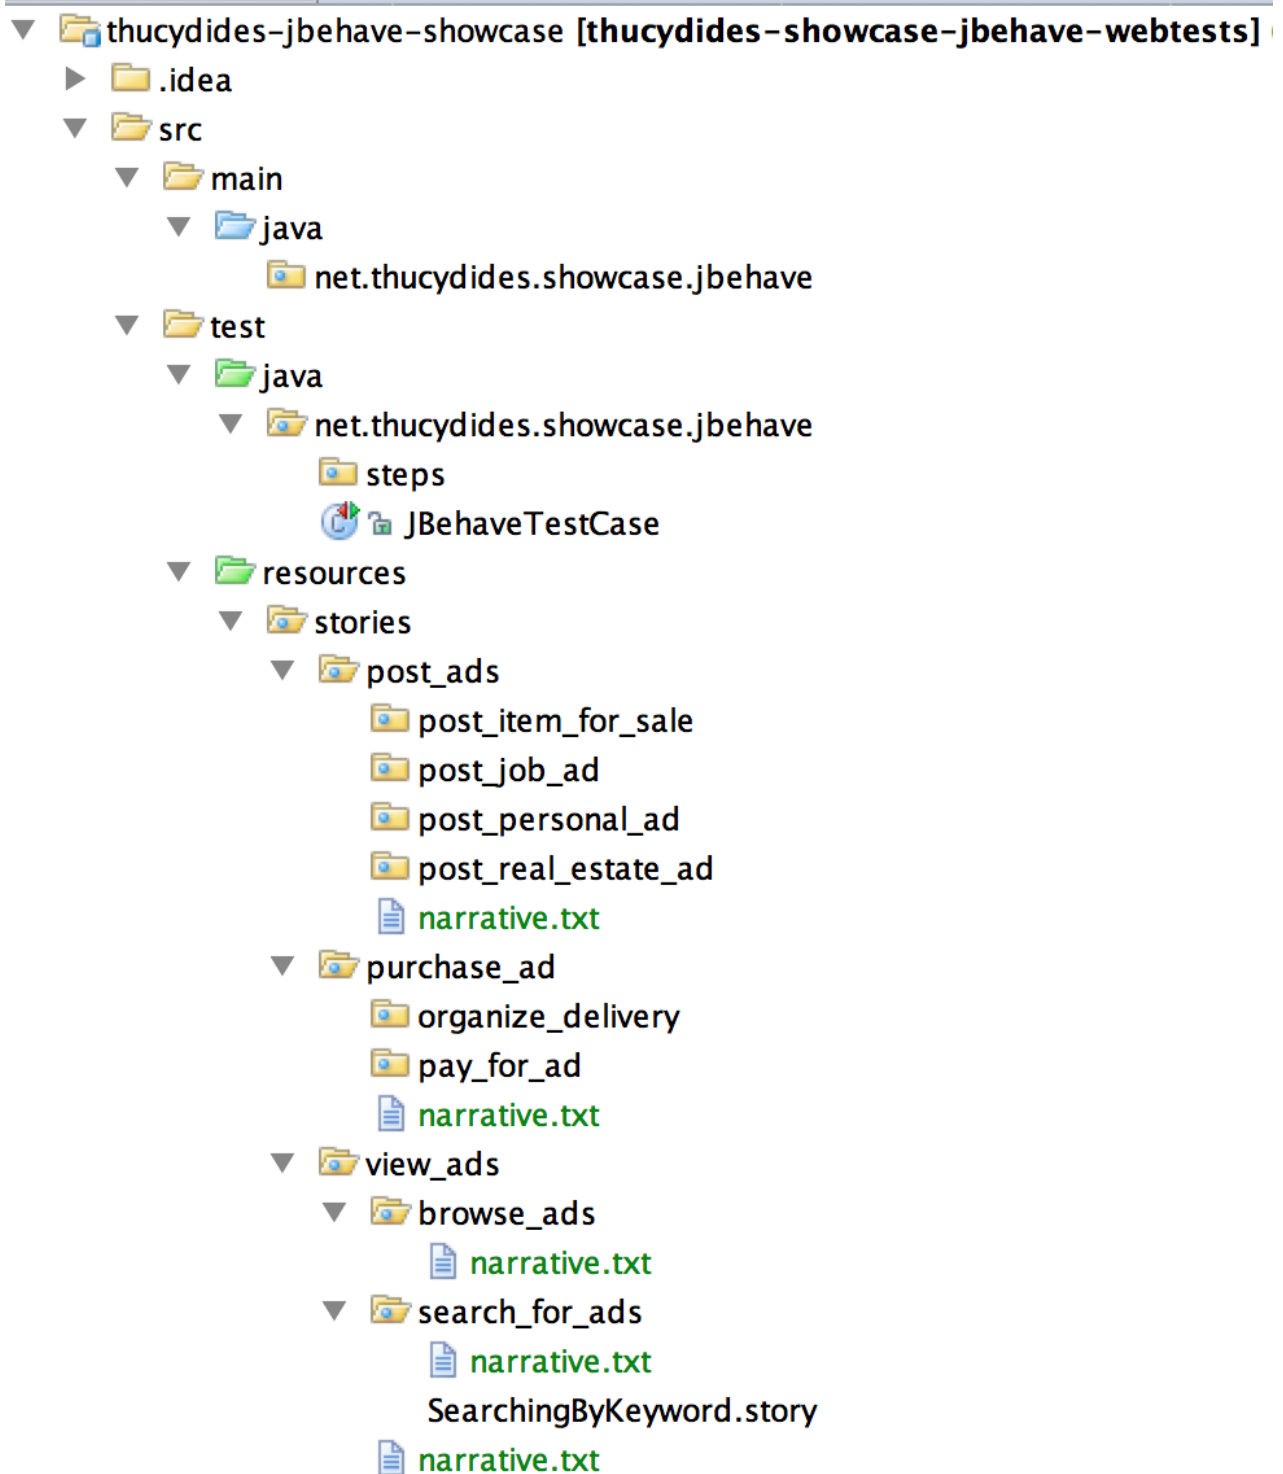 thucydides-jbehave-showcase [thucydides-showcase-jbehave-webtests]
.idea
src
main
java
net.thucydides.showcase.jbehave
test
java
net.thucydides.showcase.jbehave
steps
JBehaveTestCase
resources
stories
post_ads
post_item_for_sale
post_job_ad
post_personal_ad
post_real_estate_ad
narrative.txt
purchase_ad
organize_delivery
pay_for_ad
narrative.txt
view_ads
browse_ads
narrative.txt
search_for_ads
narrative.txt
SearchingByKeyword.story
narrative.txt